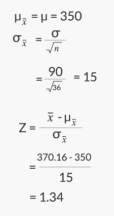 μx̄ = μ = 350
σx̄ = σ/√n
= 90/√36 = 15
Z = (x̄ - μx̄)/σx̄
= (370.16 - 350)/15
= 1.34